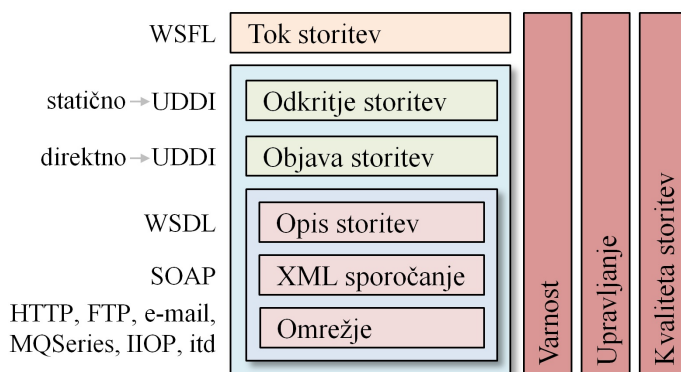 WSFL Tok storitev
statično → UDDI Odkritje storitev
direktno → UDDI Objava storitev
WSDL Opis storitev
SOAP XML sporočanje
HTTP, FTP, e-mail,
MQSeries, IIOP, itd
Omrežje
Varnost
Upravljanje
Kvaliteta storitev